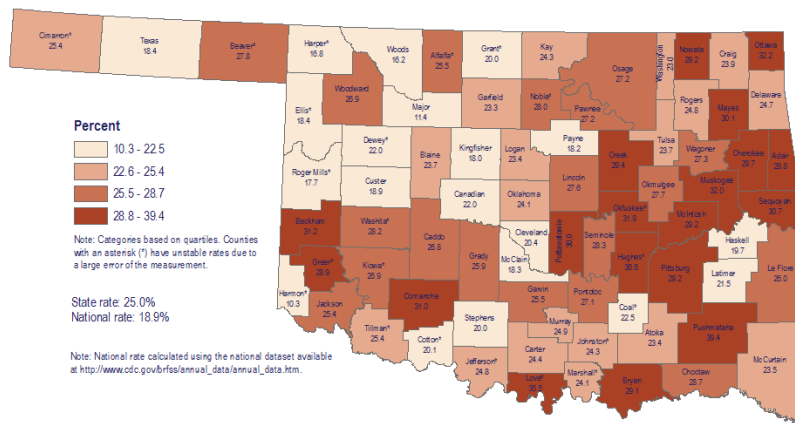 Cimarron*
25.4
Texas
18.4
Beaver*
27.8
Harper*
16.8
Woods
16.2
Alfalfa*
25.5
Grant*
20.0
Kay
24.3
Osage
27.2
Washington
23.0
Nowata
29.2
Craig
23.9
Ottawa
32.2
Ellis*
18.4
Woodward
26.9
Major
11.4
Garfield
23.3
Noble*
28.0
Pawnee
27.2
Rogers
24.8
Mayes
30.1
Delaware
24.7
Dewey*
22.0
Blaine
23.7
Kingfisher
18.0
Logan
23.4
Payne
18.2
Creek
29.4
Tulsa
23.7
Wagoner
27.3
Cherokee
29.7
Adair
29.8
Roger Mills*
17.7
Custer
18.9
Canadian
22.0
Oklahoma
24.1
Lincoln
27.6
Okfuskee*
31.9
Okmulgee
27.7
Muskogee
32.0
Sequoyah
30.7
Beckham
31.2
Washita*
28.2
Caddo
26.8
Grady
25.9
Cleveland
20.4
McClain
18.3
Pottawatomie
30.0
Seminole
28.3
Hughes*
36.6
McIntosh
29.2
Haskell
19.7
Greer*
28.9
Kiowa*
26.9
Comanche
31.0
Pittsburg
29.2
Latimer
21.5
Le Flore
26.0
Harmon*
10.3
Jackson
25.4
Tillman*
25.4
Cotton*
20.1
Stephens
20.0
Garvin
25.5
Pontotoc
27.1
Coal*
22.5
Murray
24.9
Johnston*
24.3
Atoka
23.4
Pushmataha
39.4
Jefferson*
24.8
Carter
24.4
Love*
35.5
Marshall*
24.1
Bryan
29.1
Choctaw
28.7
McCurtain
23.5
Percent
10.3 - 22.5
22.6 - 25.4
25.5 - 28.7
28.8 - 39.4
Note: Categories based on quartiles. Counties
with an asterisk (*) have unstable rates due to
a large error of the measurement.
State rate: 25.0%
National rate: 18.9%
Note: National rate calculated using the national dataset available
at http://www.cdc.gov/brfss/annual_data/annual_data.htm.